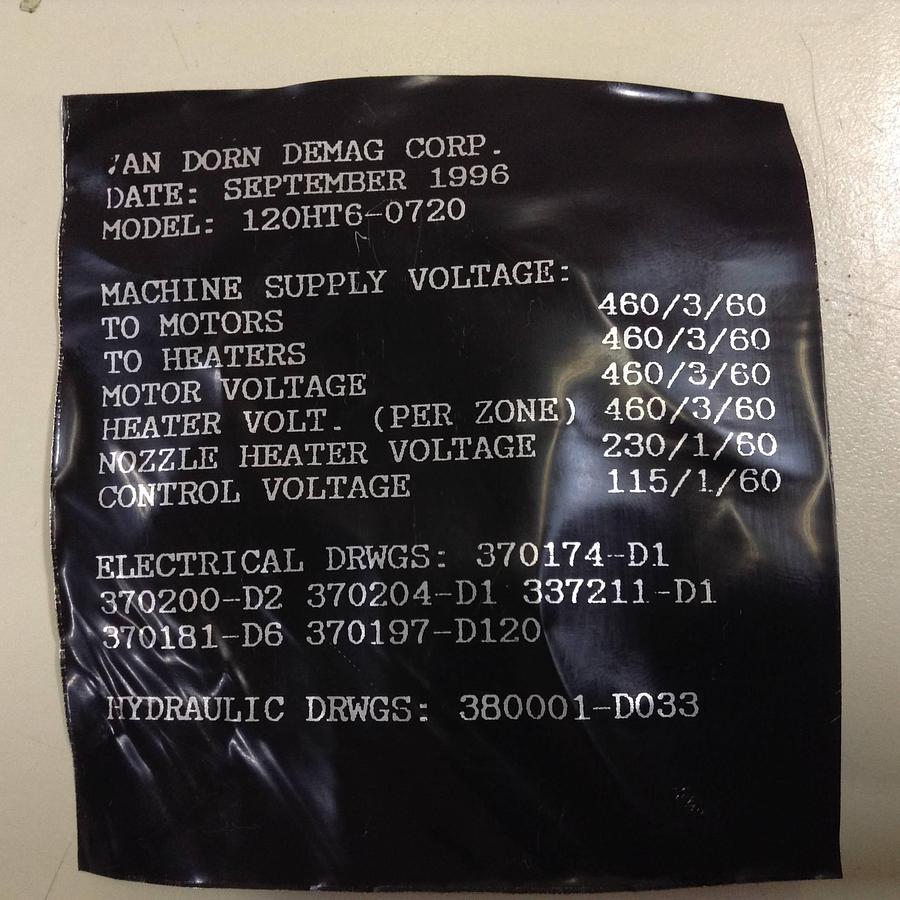 VAN DORN DEMAG CORP.
DATE: SEPTEMBER 1996
MODEL: 120HT6-0720
MACHINE SUPPLY VOLTAGE:
TO MOTORS 460/3/60
TO HEATERS 460/3/60
MOTOR VOLTAGE 460/3/60
HEATER VOLT. (PER ZONE) 460/3/60
NOZZLE HEATER VOLTAGE 230/1/60
CONTROL VOLTAGE 115/1/60
ELECTRICAL DRWGS: 370174-D1
370200-D2 370204-D1 337211-D1
370181-D6 370197-D120
HYDRAULIC DRWGS: 380001-D033